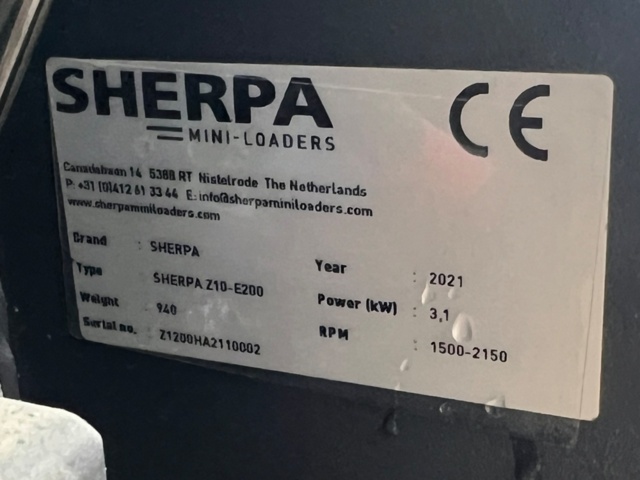 SHERPA
MINI-LOADERS
CE
Canadabaan 14 5388 RT Nistelrode The Netherlands
P: +31 (0)412 61 33 44 E: info@sherpaminiloaders.com
www.sherpaminiloaders.com
Brand : SHERPA
Type : SHERPA Z10-E200
Weight : 940
Serial no. : Z1200HA2110002
Year : 2021
Power (kW) : 3,1
RPM : 1500-2150